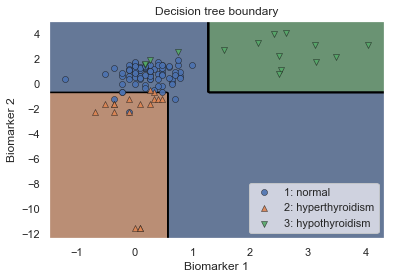 Decision tree boundary
4
2
0
−2
−4
−6
−8
−10
−12
Biomarker 2
1: normal
2: hyperthyroidism
3: hypothyroidism
−1 0 1 2 3 4
Biomarker 1